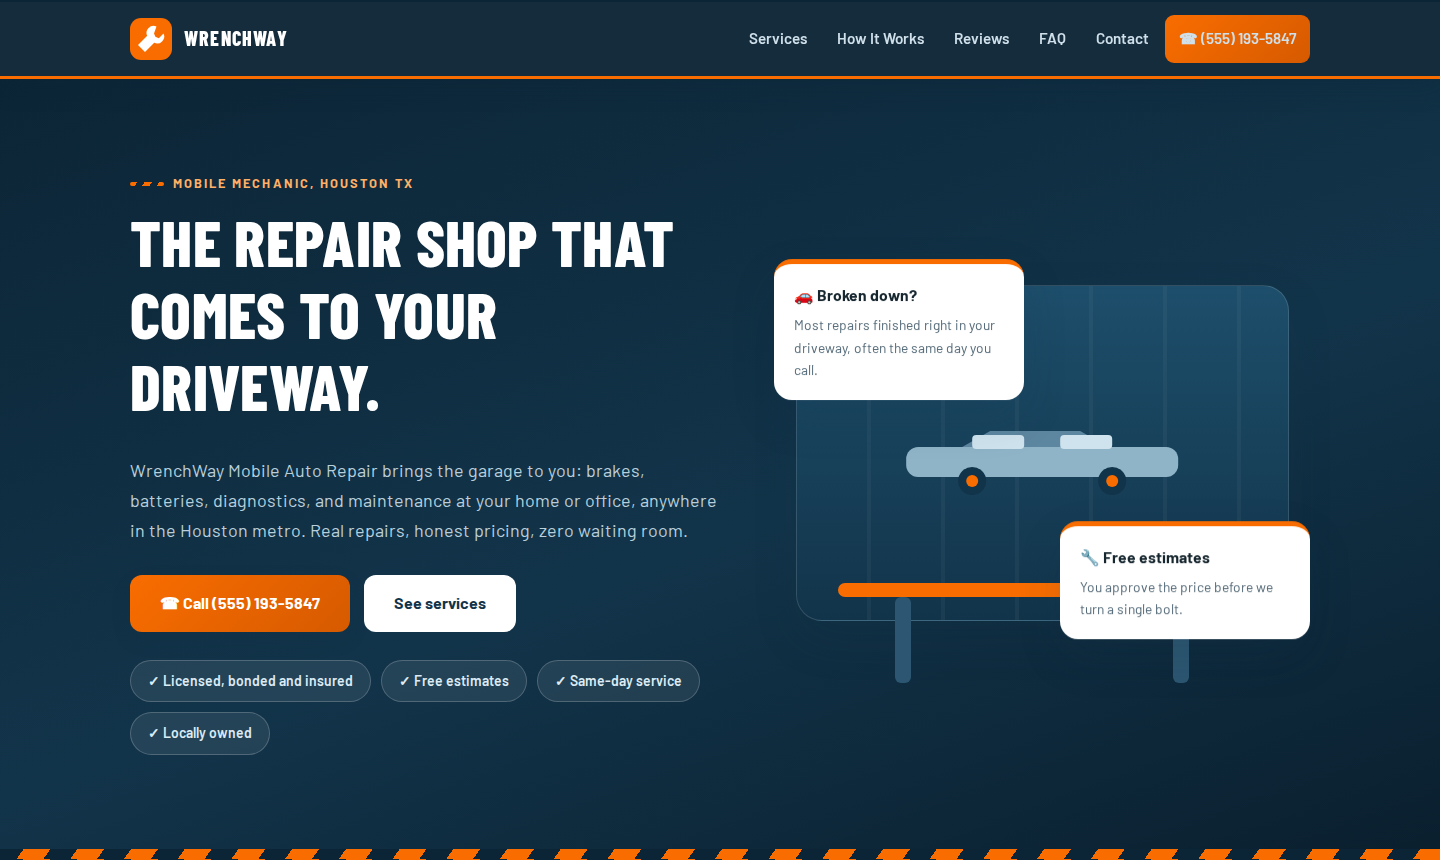 WRENCHWAY
Services How It Works Reviews FAQ Contact ☎ (555) 193-5847
MOBILE MECHANIC, HOUSTON TX
THE REPAIR SHOP THAT
COMES TO YOUR
DRIVEWAY.
WrenchWay Mobile Auto Repair brings the garage to you: brakes,
batteries, diagnostics, and maintenance at your home or office, anywhere
in the Houston metro. Real repairs, honest pricing, zero waiting room.
☎ Call (555) 193-5847 See services
✓ Licensed, bonded and insured ✓ Free estimates ✓ Same-day service
✓ Locally owned
🚗 Broken down?
Most repairs finished right in your
driveway, often the same day you
call.
🔧 Free estimates
You approve the price before we
turn a single bolt.